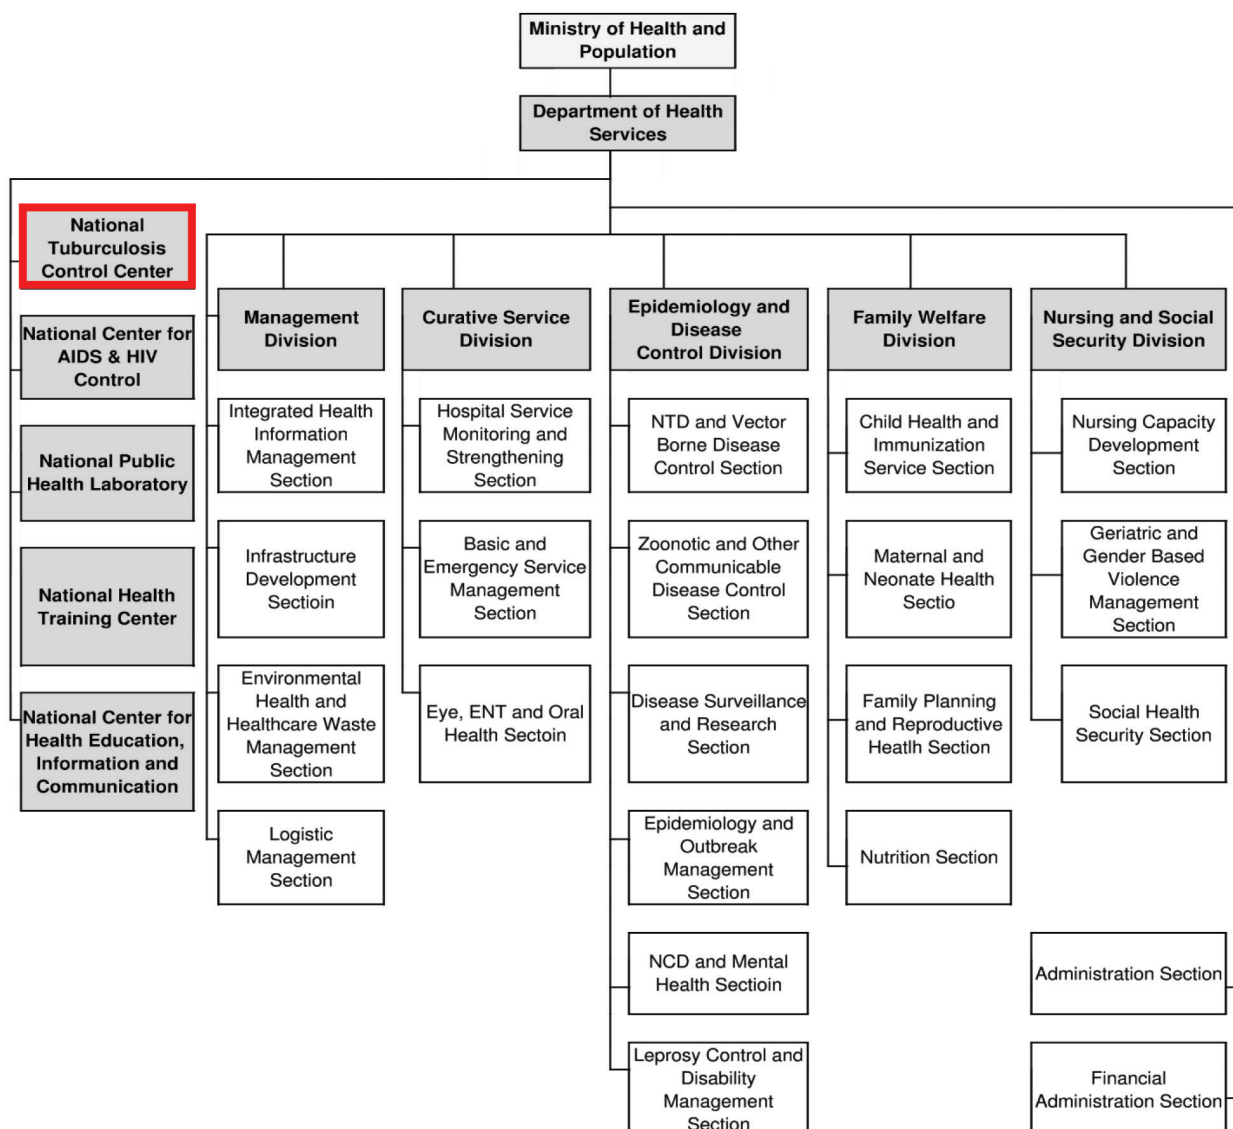 Ministry of Health and
Population
Department of Health
Services
National
Tuburculosis
Control Center
National Center for
AIDS & HIV
Control
National Public
Health Laboratory
National Health
Training Center
National Center for
Health Education,
Information and
Communication
Management
Division
Integrated Health
Information
Management
Section
Infrastructure
Development
Sectioin
Environmental
Health and
Healthcare Waste
Management
Section
Logistic
Management
Section
Curative Service
Division
Hospital Service
Monitoring and
Strengthening
Section
Basic and
Emergency Service
Management
Section
Eye, ENT and Oral
Health Sectoin
Epidemiology and
Disease
Control Division
NTD and Vector
Borne Disease
Control Section
Zoonotic and Other
Communicable
Disease Control
Section
Disease Surveillance
and Research
Section
Epidemiology and
Outbreak
Management
Section
NCD and Mental
Health Sectioin
Leprosy Control and
Disability
Management
Section
Family Welfare
Division
Child Health and
Immunization
Service Section
Maternal and
Neonate Health
Sectio
Family Planning
and Reproductive
Heatlh Section
Nutrition Section
Nursing and Social
Security Division
Nursing Capacity
Development
Section
Geriatric and
Gender Based
Violence
Management
Section
Social Health
Security Section
Administration Section
Financial
Administration Section